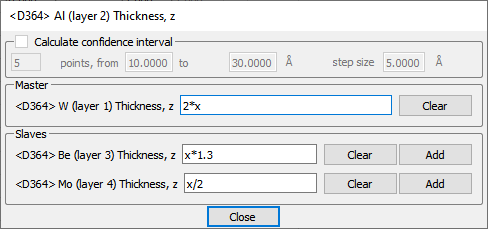 <D364> Al (layer 2) Thickness, z
Calculate confidence interval
5 points, from 10.0000 to 30.0000 Å step size 5.0000 Å
Master
<D364> W (layer 1) Thickness, z 2*x Clear
Slaves
<D364> Be (layer 3) Thickness, z x*1.3 Clear Add
<D364> Mo (layer 4) Thickness, z x/2 Clear Add
Close